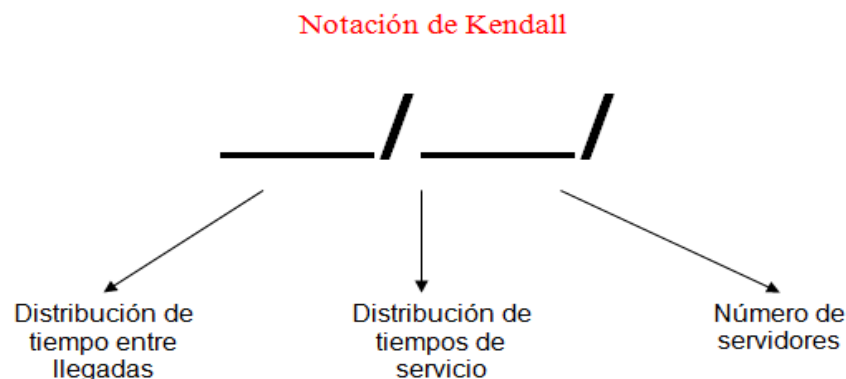 Notación de Kendall
/ /
Distribución de
tiempo entre
llegadas
Distribución de
tiempos de
servicio
Número de
servidores